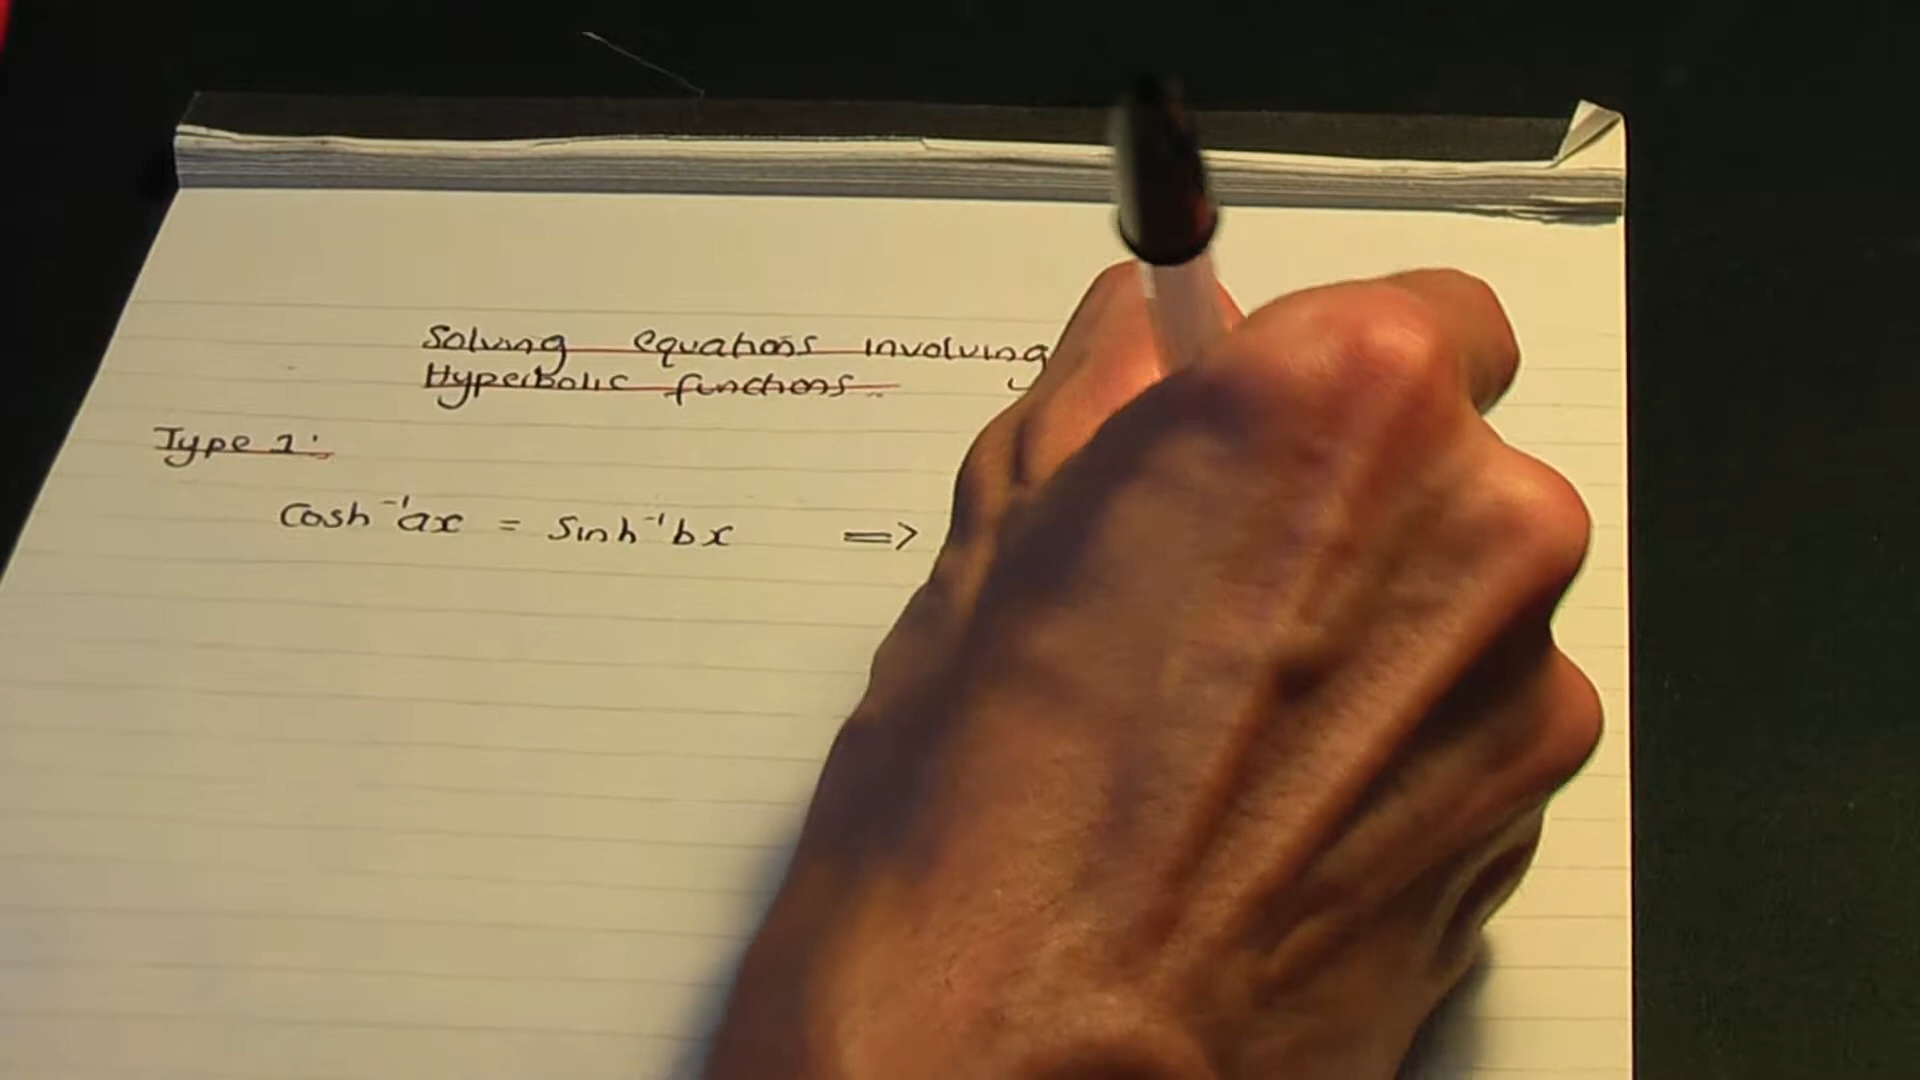 Solving equations involving
Hyperbolic functions.
Type 1:
Cosh⁻¹ax = Sinh⁻¹bx ⇒